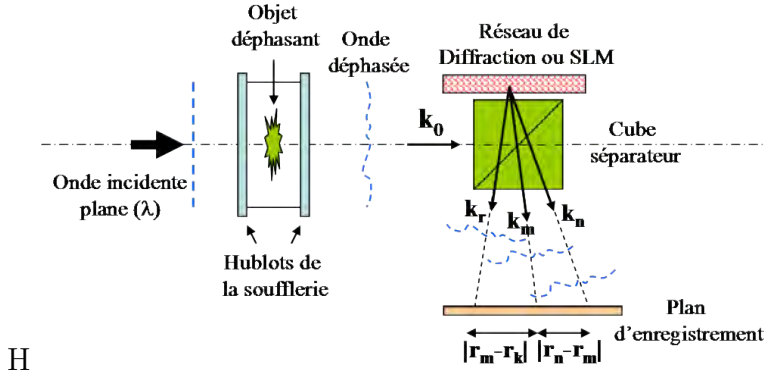 Objet
déphasant
Onde
déphasée
Réseau de
Diffraction ou SLM
k0
Cube
séparateur
Onde incidente
plane (λ)
kr
km
kn
Hublots de
la soufflerie
Plan
d'enregistrement
|rm-rk| |rn-rm|
H